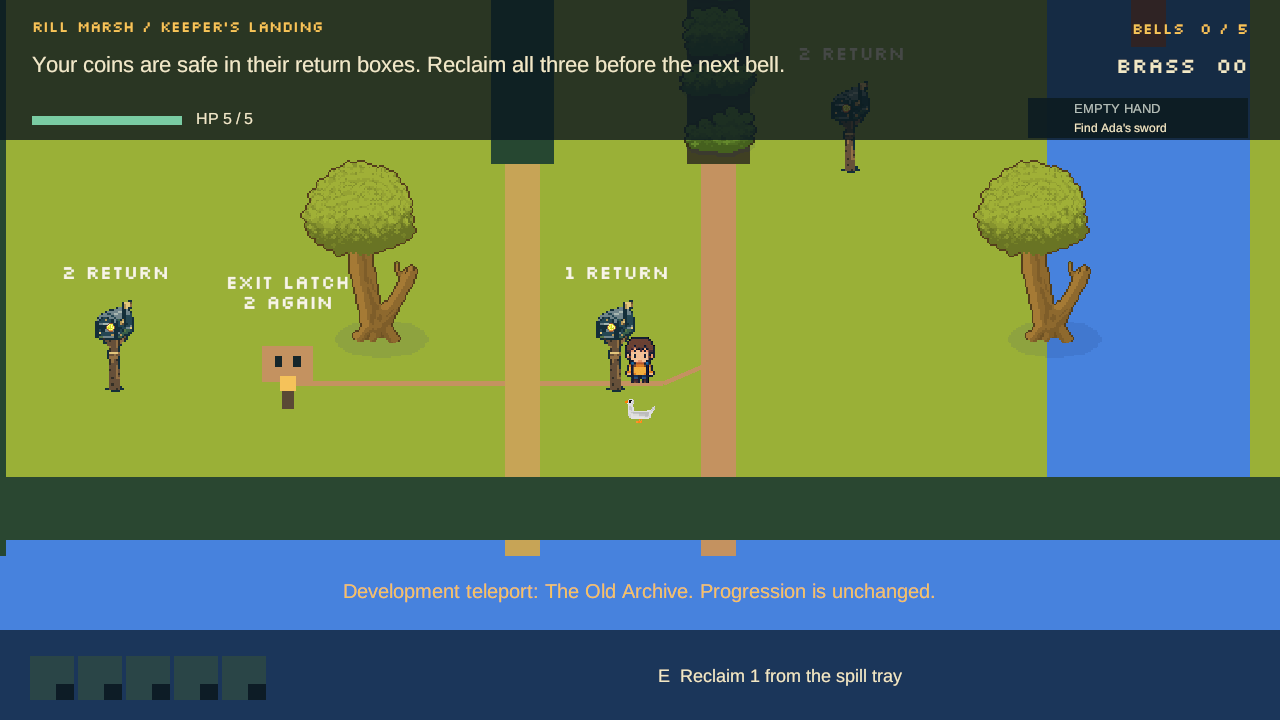 RILL MARSH / KEEPER'S LANDING
BELLS 0 / 5
Your coins are safe in their return boxes. Reclaim all three before the next bell.
2 RETURN
BRASS 00
HP 5 / 5
EMPTY HAND
Find Ada's sword
2 RETURN
EXIT LATCH
2 AGAIN
1 RETURN
Development teleport: The Old Archive. Progression is unchanged.
E Reclaim 1 from the spill tray